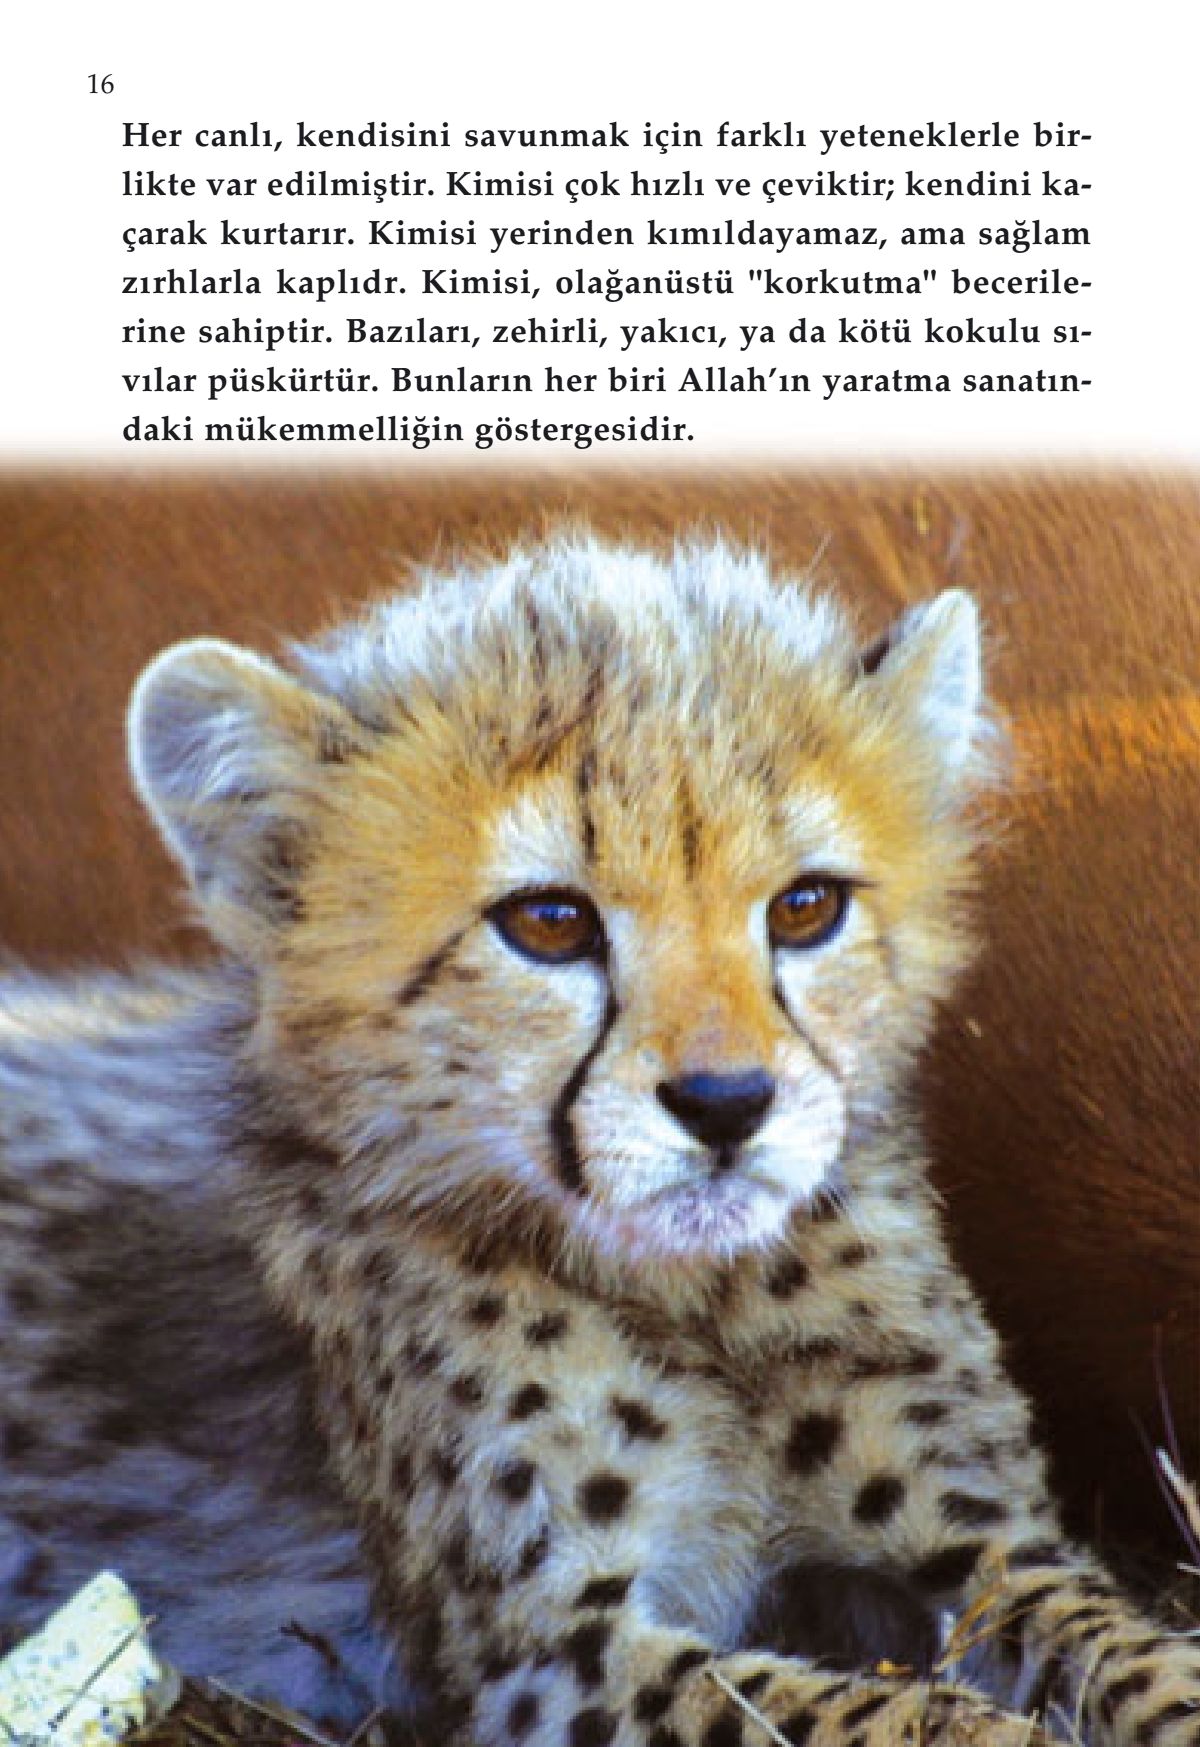 16
Her canlı, kendisini savunmak için farklı yeteneklerle bir-
likte var edilmiştir. Kimisi çok hızlı ve çeviktir; kendini ka-
çarak kurtarır. Kimisi yerinden kımıldayamaz, ama sağlam
zırhlarla kaplıdr. Kimisi, olağanüstü "korkutma" becerile-
rine sahiptir. Bazıları, zehirli, yakıcı, ya da kötü kokulu sı-
vılar püskürtür. Bunların her biri Allah’ın yaratma sanatın-
daki mükemmelliğin göstergesidir.